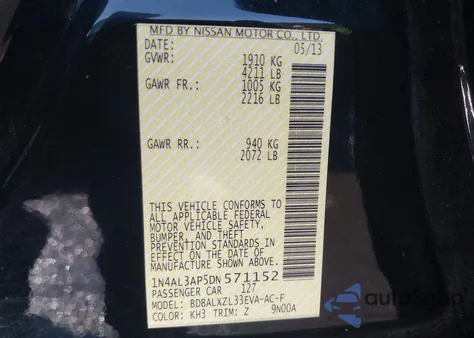 MFD BY NISSAN MOTOR CO., LTD.
DATE: 05/13
GVWR: 1910 KG
4211 LB
GAWR FR.: 1005 KG
2216 LB
GAWR RR.: 940 KG
2072 LB
THIS VEHICLE CONFORMS TO
ALL APPLICABLE FEDERAL
MOTOR VEHICLE SAFETY,
BUMPER, AND THEFT
PREVENTION STANDARDS IN
EFFECT ON THE DATE OF
MANUFACTURE SHOWN ABOVE.
1N4AL3AP5DN 571152
PASSENGER CAR 127
MODEL: BDBALXZL33EVA-AC-F
COLOR: KH3 TRIM: Z 9N00A